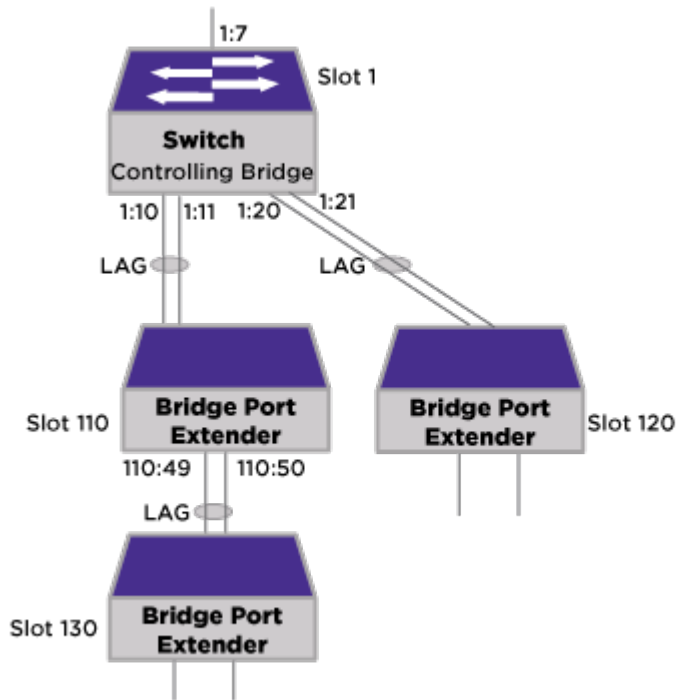 1:7
Slot 1
Switch
Controlling Bridge
1:10
1:11
1:20
1:21
LAG
LAG
Slot 110
Bridge Port
Extender
Bridge Port
Extender
Slot 120
110:49
110:50
LAG
Slot 130
Bridge Port
Extender